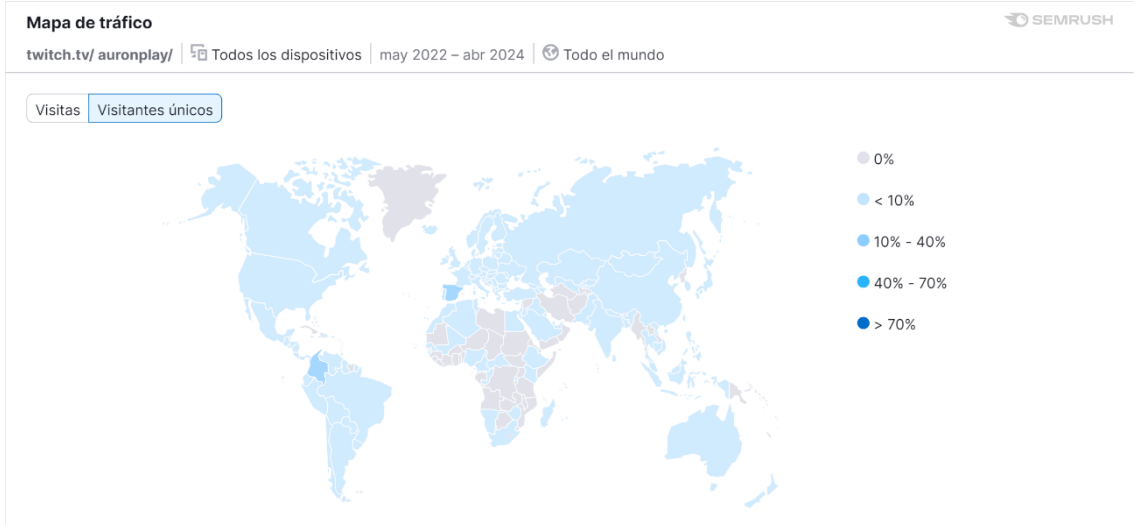 Mapa de tráfico
SEMRUSH
twitch.tv/ auronplay/ Todos los dispositivos may 2022 – abr 2024 Todo el mundo
Visitas Visitantes únicos
0%
< 10%
10% - 40%
40% - 70%
> 70%